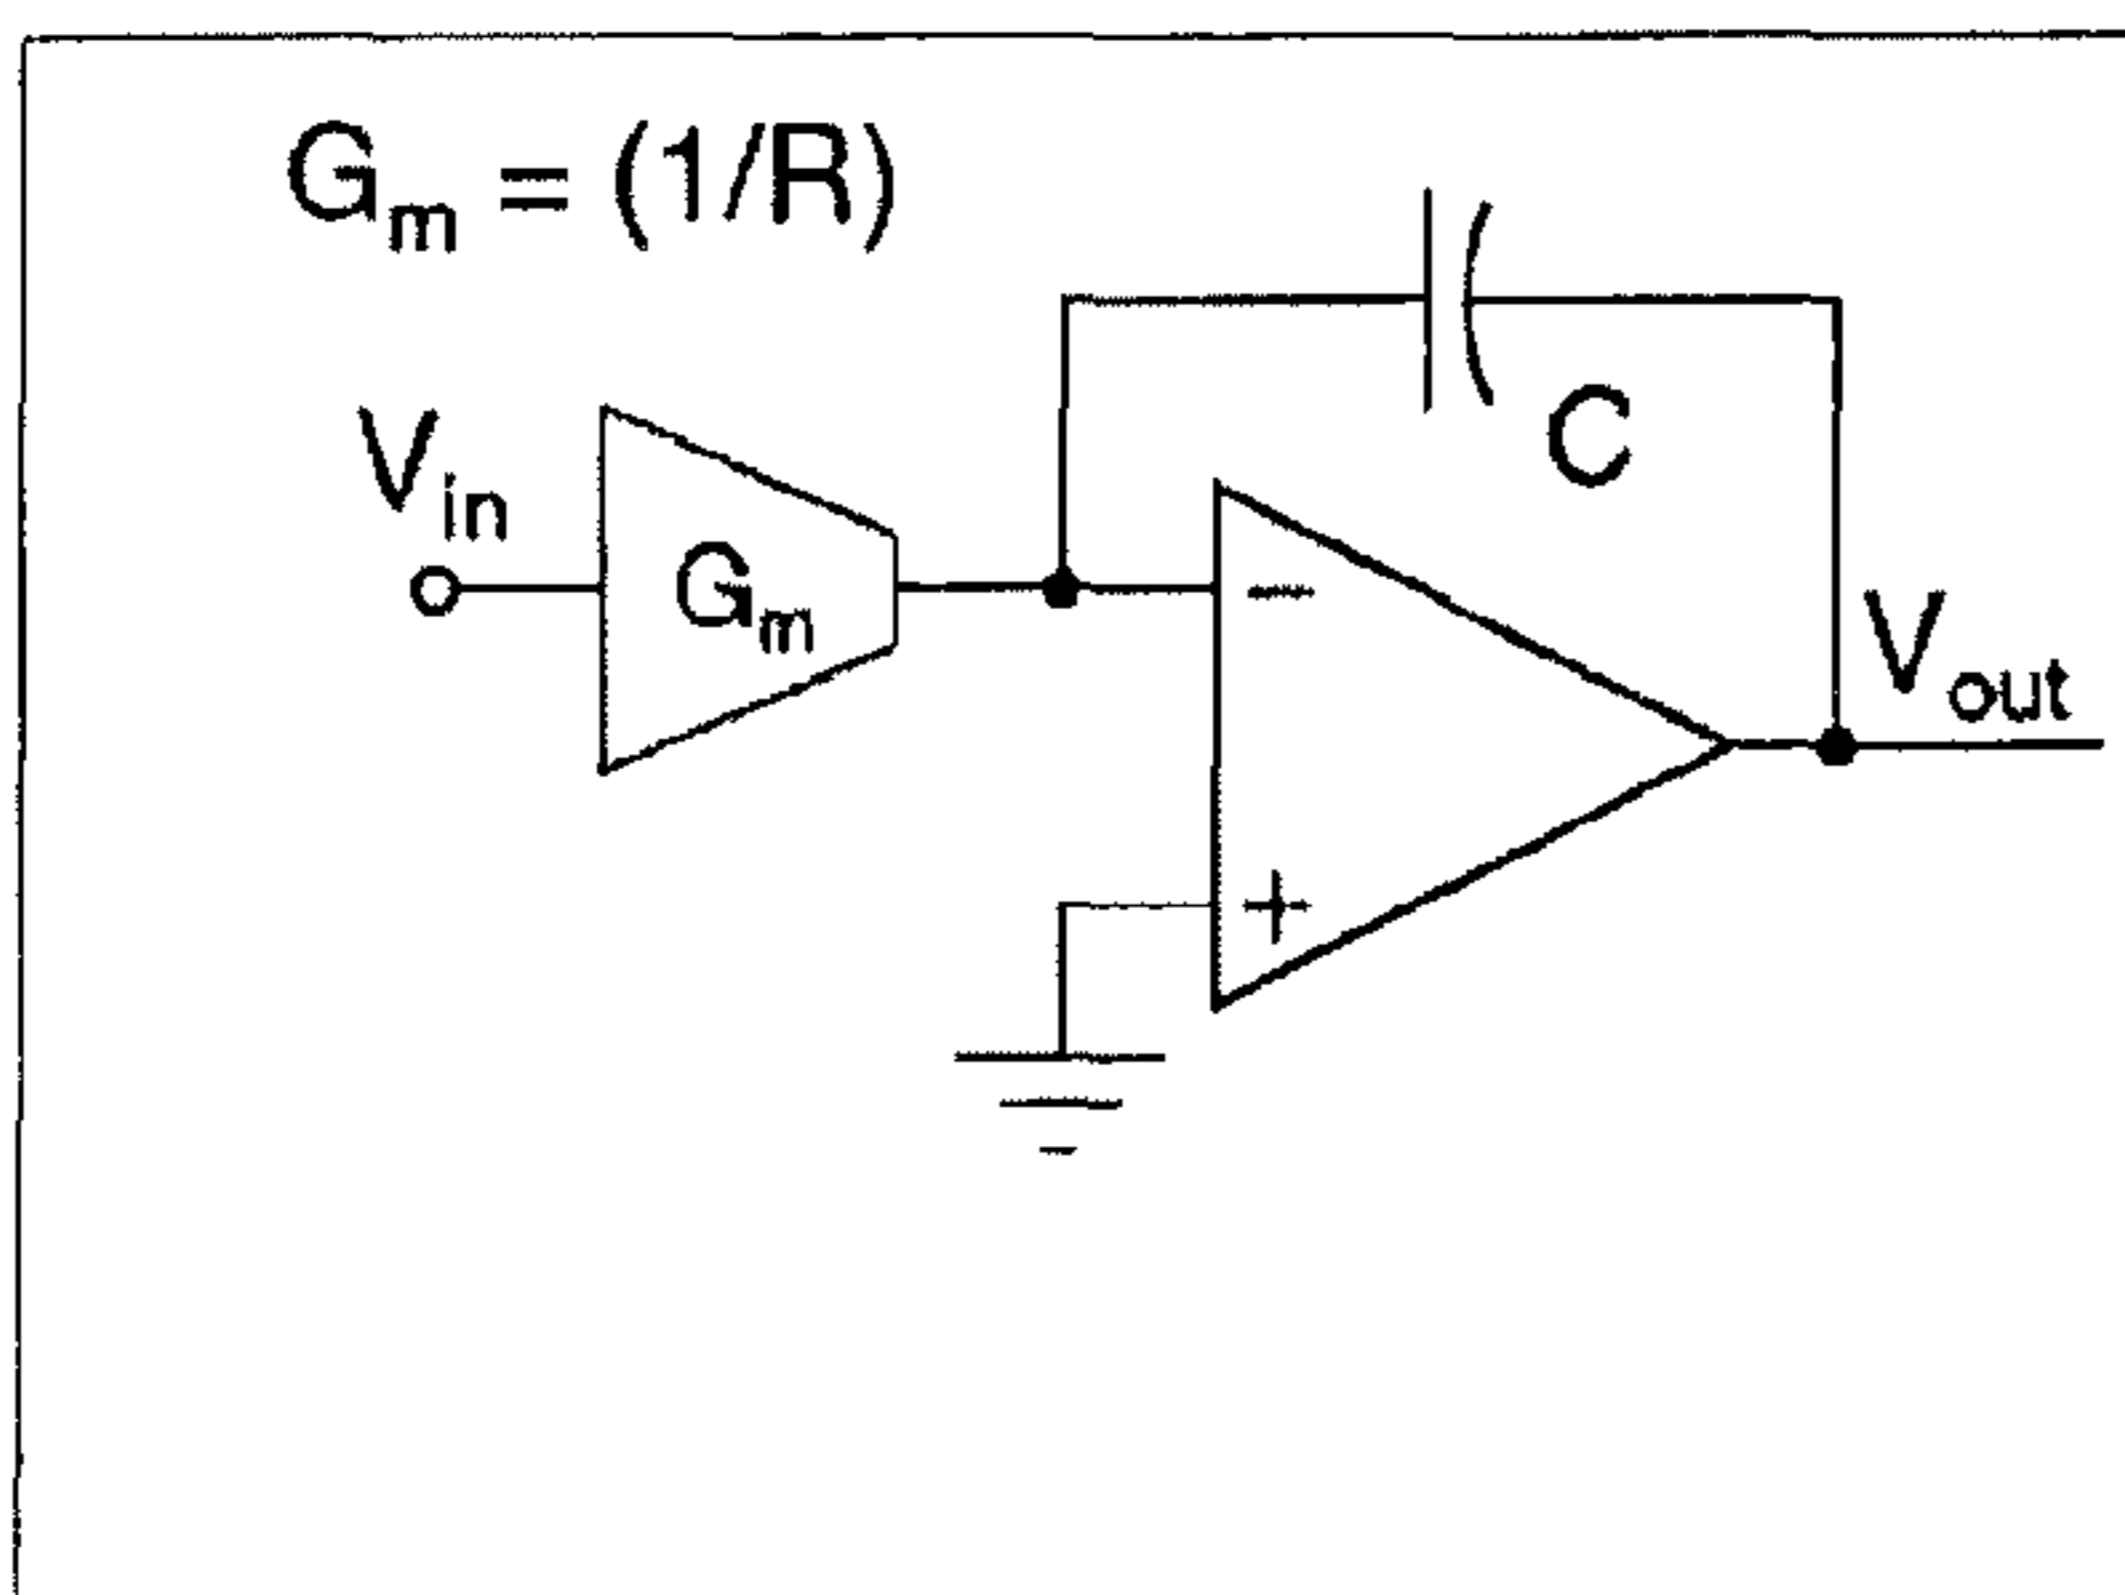 Gm = (1/R)
C
Vin
Gm
−
Vout
+